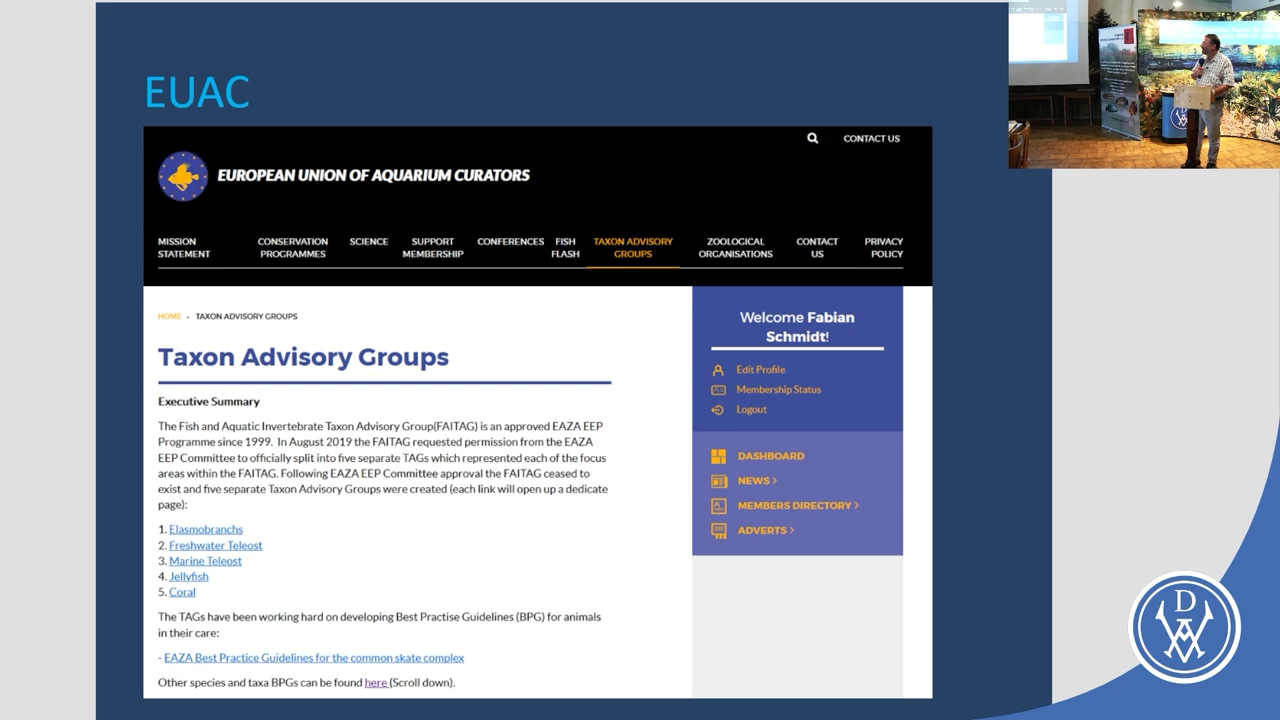 EUAC
CONTACT US
EUROPEAN UNION OF AQUARIUM CURATORS
MISSION STATEMENT
CONSERVATION PROGRAMMES
SCIENCE
SUPPORT MEMBERSHIP
CONFERENCES
FISH FLASH
TAXON ADVISORY GROUPS
ZOOLOGICAL ORGANISATIONS
CONTACT US
PRIVACY POLICY
HOME - TAXON ADVISORY GROUPS
Taxon Advisory Groups
Executive Summary
The Fish and Aquatic Invertebrate Taxon Advisory Group(FAITAG) is an approved EAZA EEP
Programme since 1999. In August 2019 the FAITAG requested permission from the EAZA
EEP Committee to officially split into five separate TAGs which represented each of the focus
areas within the FAITAG. Following EAZA EEP Committee approval the FAITAG ceased to
exist and five separate Taxon Advisory Groups were created (each link will open up a dedicate
page):
1. Elasmobranchs
2. Freshwater Teleost
3. Marine Teleost
4. Jellyfish
5. Coral
The TAGs have been working hard on developing Best Practise Guidelines (BPG) for animals
in their care:
- EAZA Best Practice Guidelines for the common skate complex
Other species and taxa BPGs can be found here (Scroll down).
Welcome Fabian
Schmidt!
Edit Profile
Membership Status
Logout
DASHBOARD
NEWS >
MEMBERS DIRECTORY >
ADVERTS >